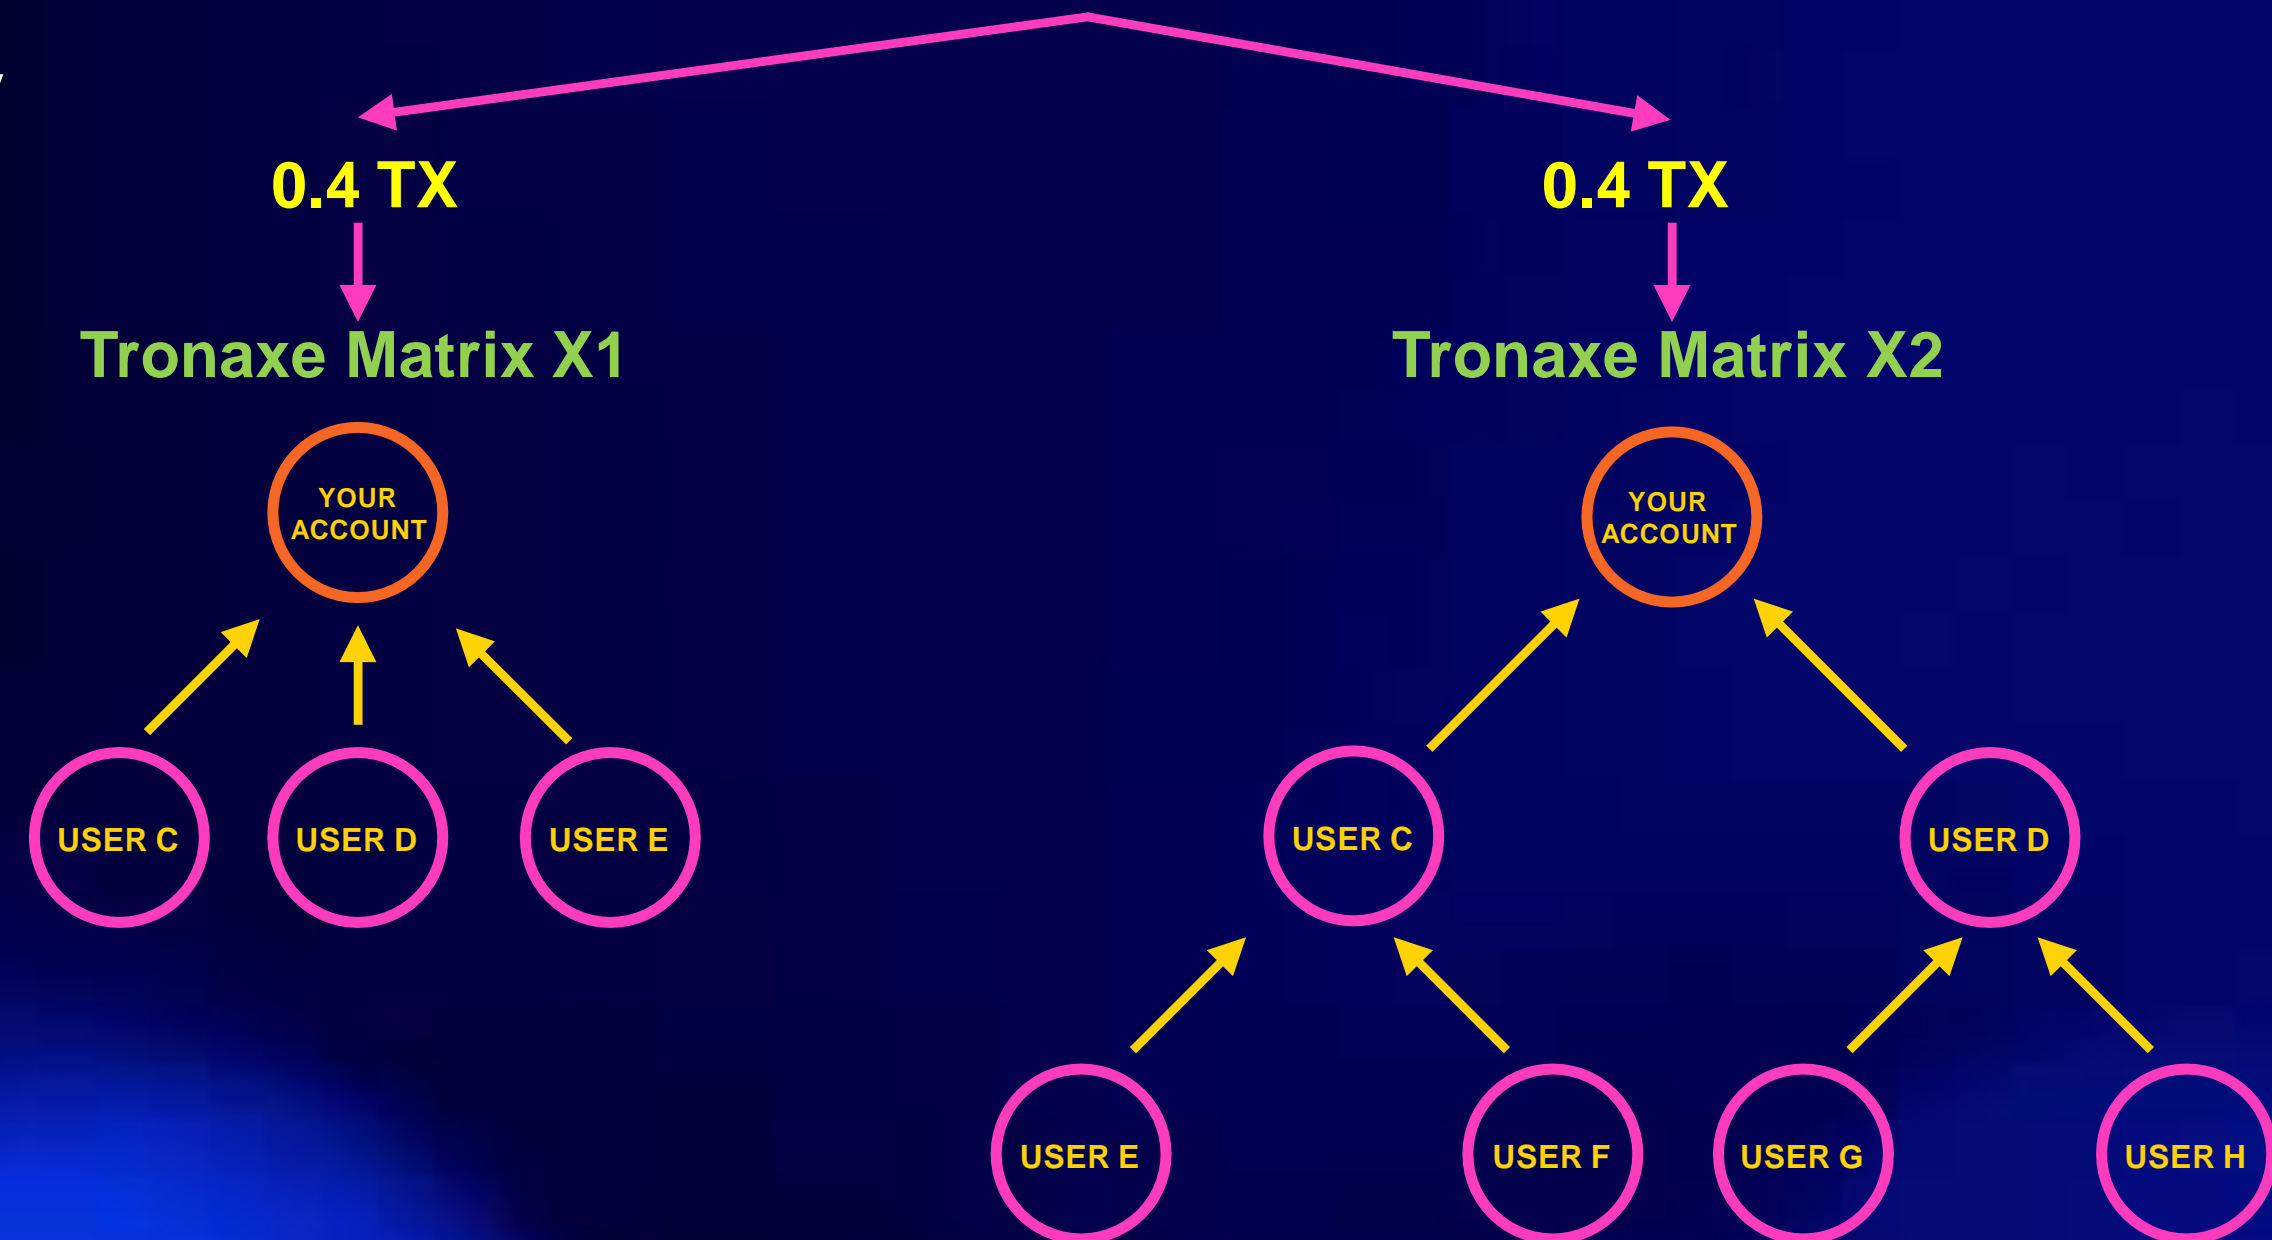 0.4 TX
0.4 TX
Tronaxe Matrix X1
Tronaxe Matrix X2
YOUR
ACCOUNT
YOUR
ACCOUNT
USER C
USER D
USER E
USER C
USER D
USER E
USER F
USER G
USER H